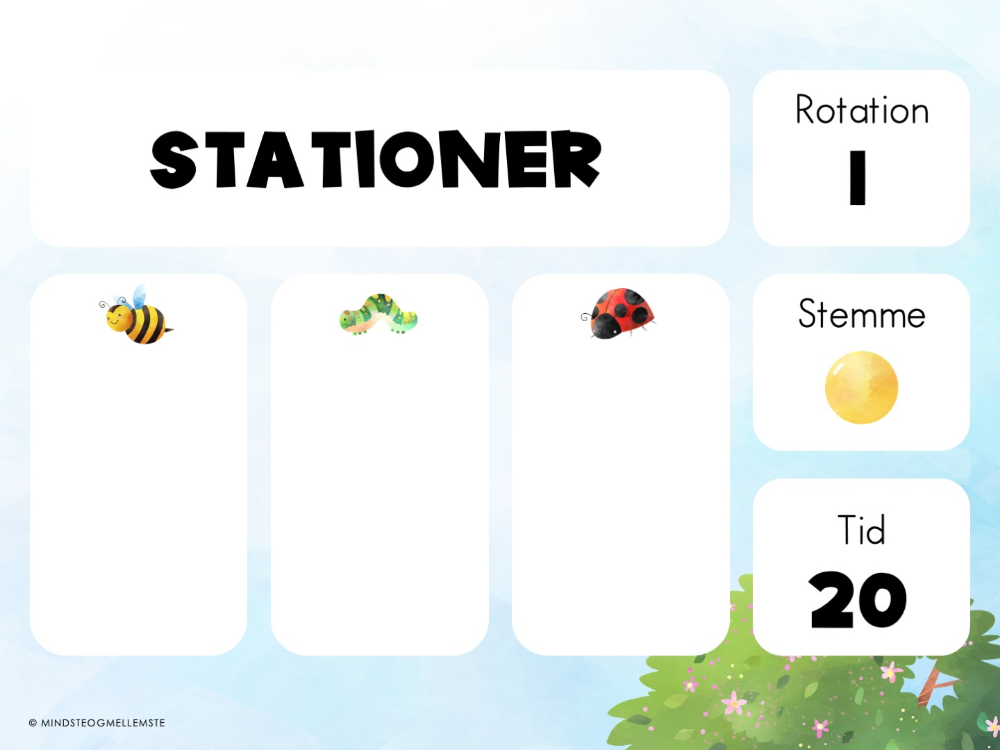 STATIONER
Rotation
1
Stemme
Tid
20
© MINDSTEOGMELLEMSTE